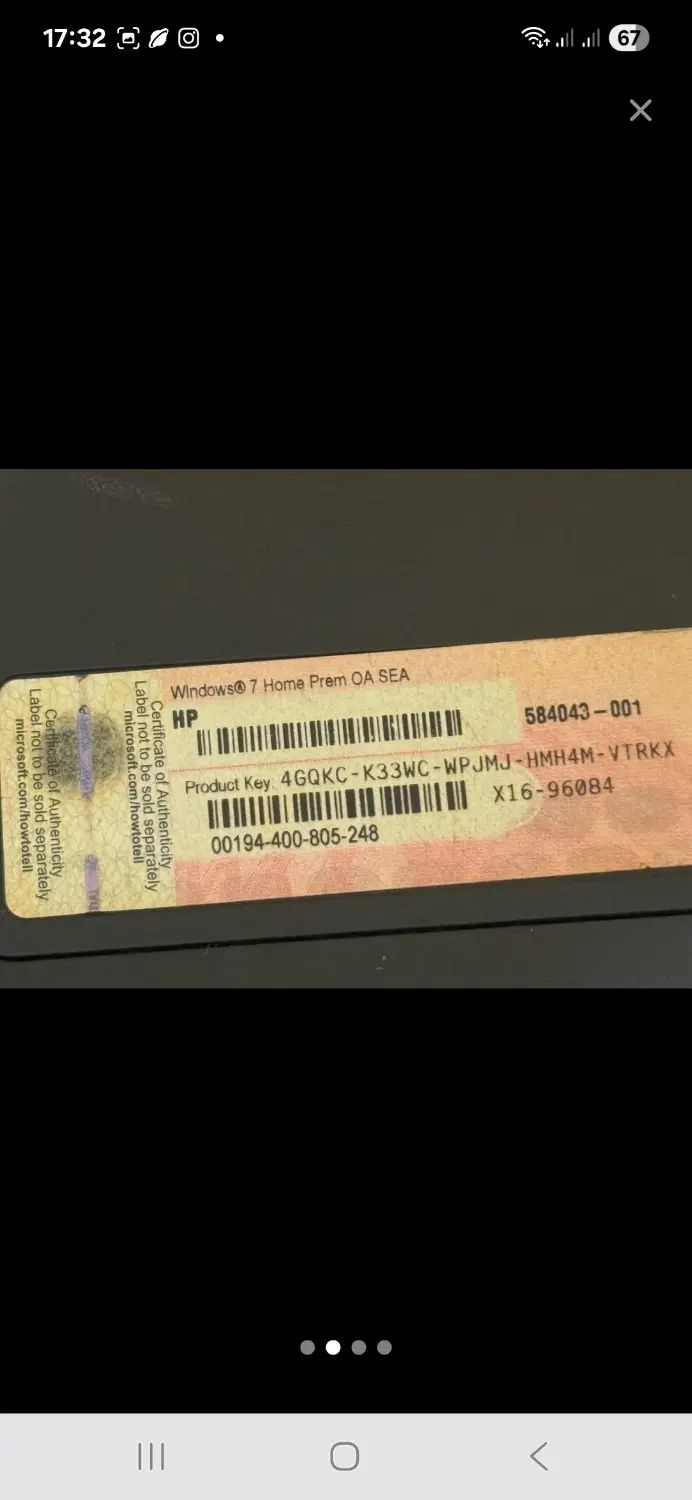 17:32
67
Windows® 7 Home Prem OA SEA
HP
584043-001
Product Key: 4GQKC-K33WC-WPJMJ-HMH4M-VTRKX
X16-96084
00194-400-805-248
Certificate of Authenticity
Label not to be sold separately
microsoft.com/howtotell
Certificate of Authenticity
Label not to be sold separately
microsoft.com/howtotell